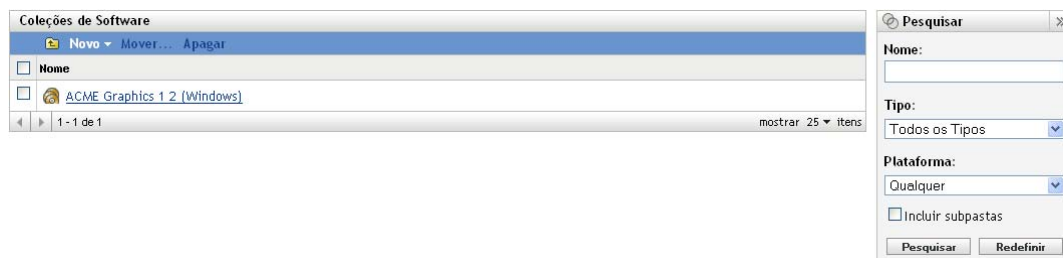 Coleções de Software
Novo Mover... Apagar
Nome
ACME Graphics 1 2 (Windows)
1 - 1 de 1 mostrar 25 itens
Pesquisar
Nome:
Tipo:
Todos os Tipos
Plataforma:
Qualquer
Incluir subpastas
Pesquisar Redefinir